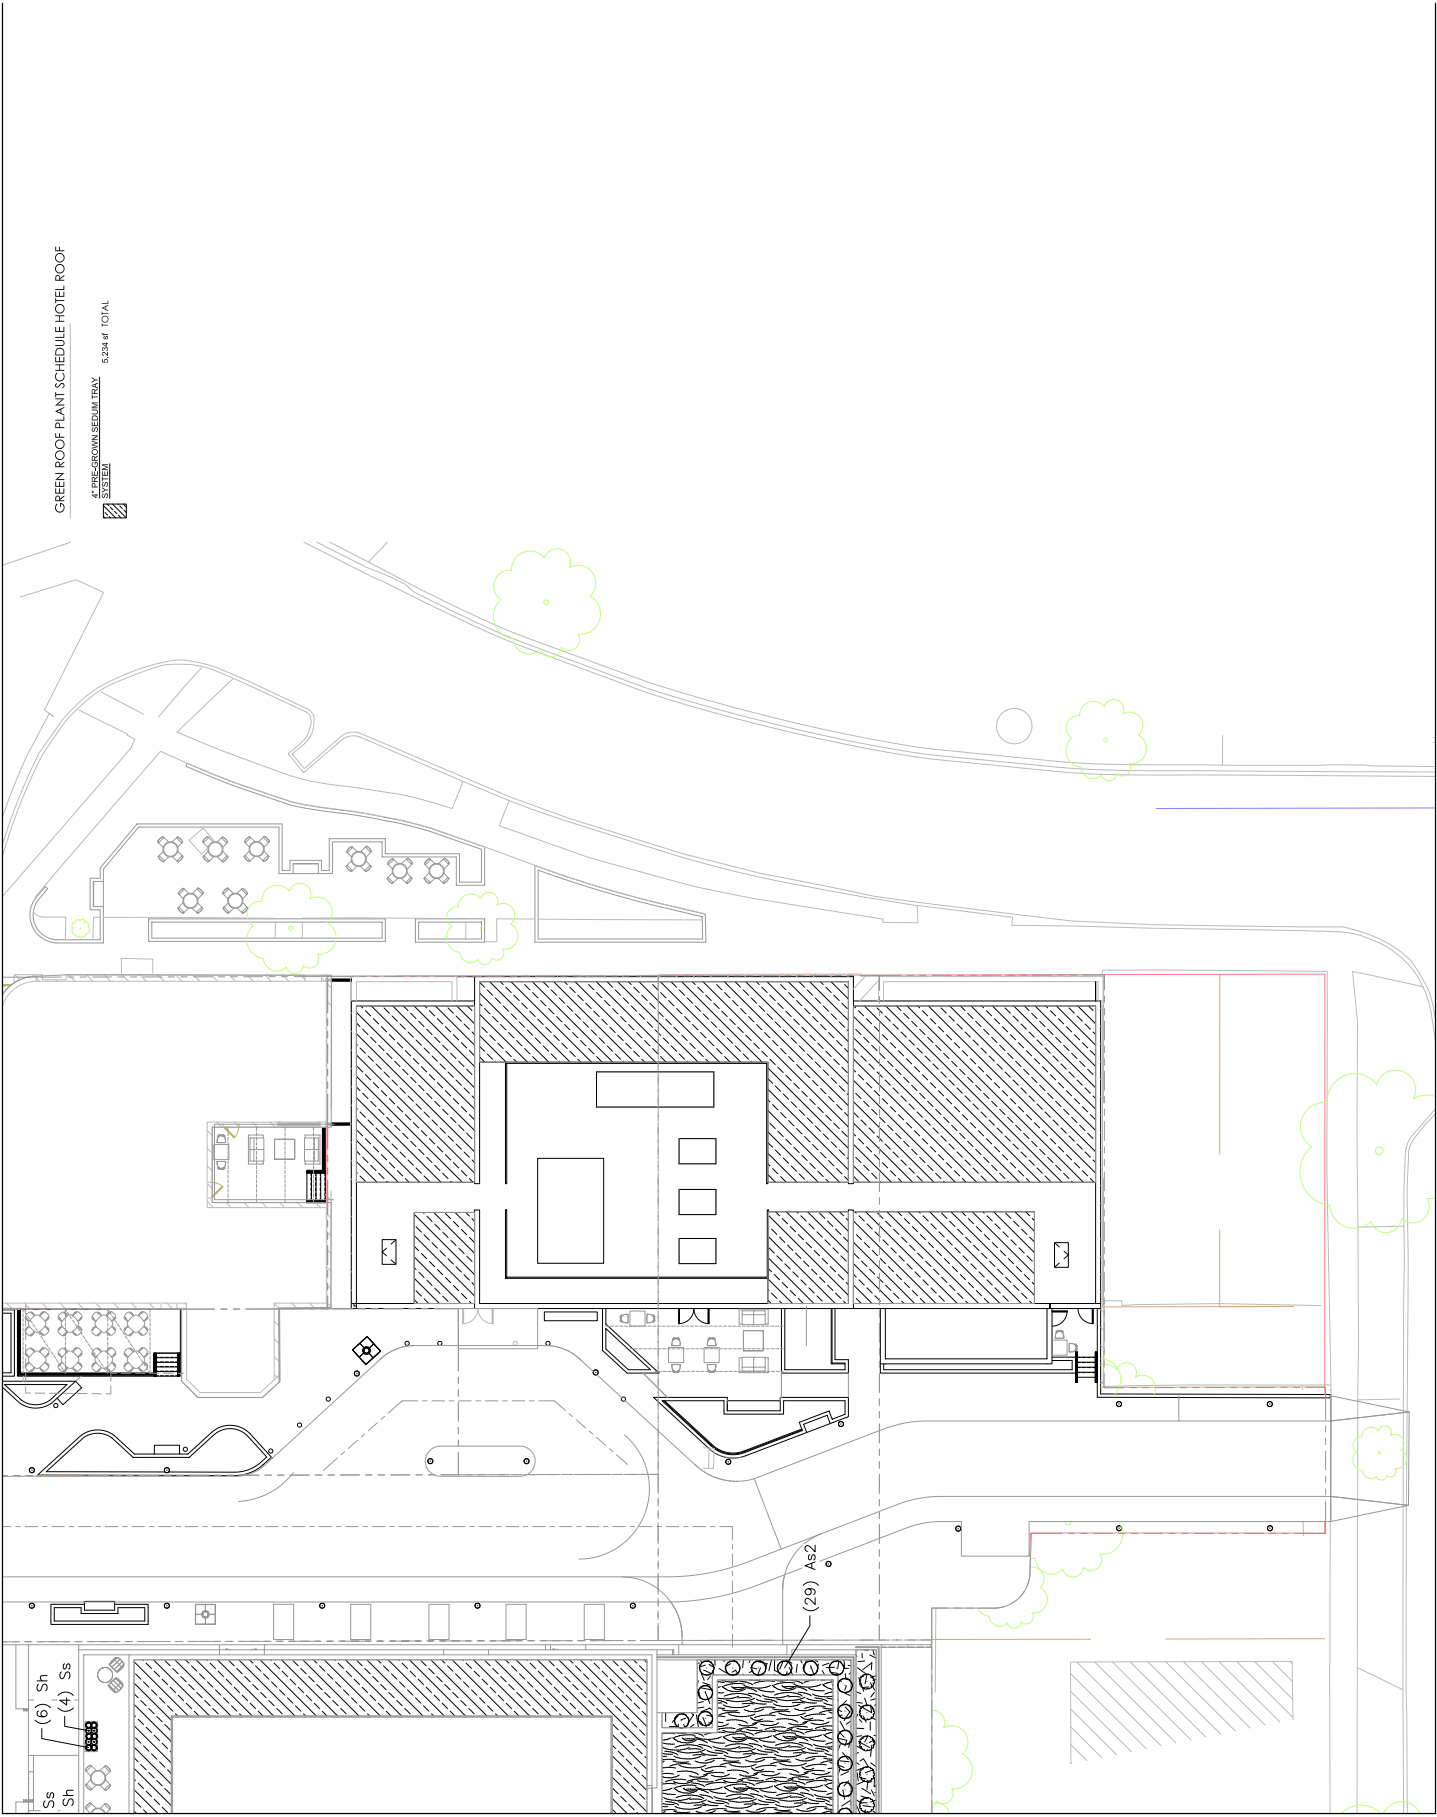 GREEN ROOF PLANT SCHEDULE HOTEL ROOF
4" PRE-GROWN SEDUM TRAY
SYSTEM
5,234 sf TOTAL
(29) As2
(6) Sh
(4) Ss
Ss
Sh